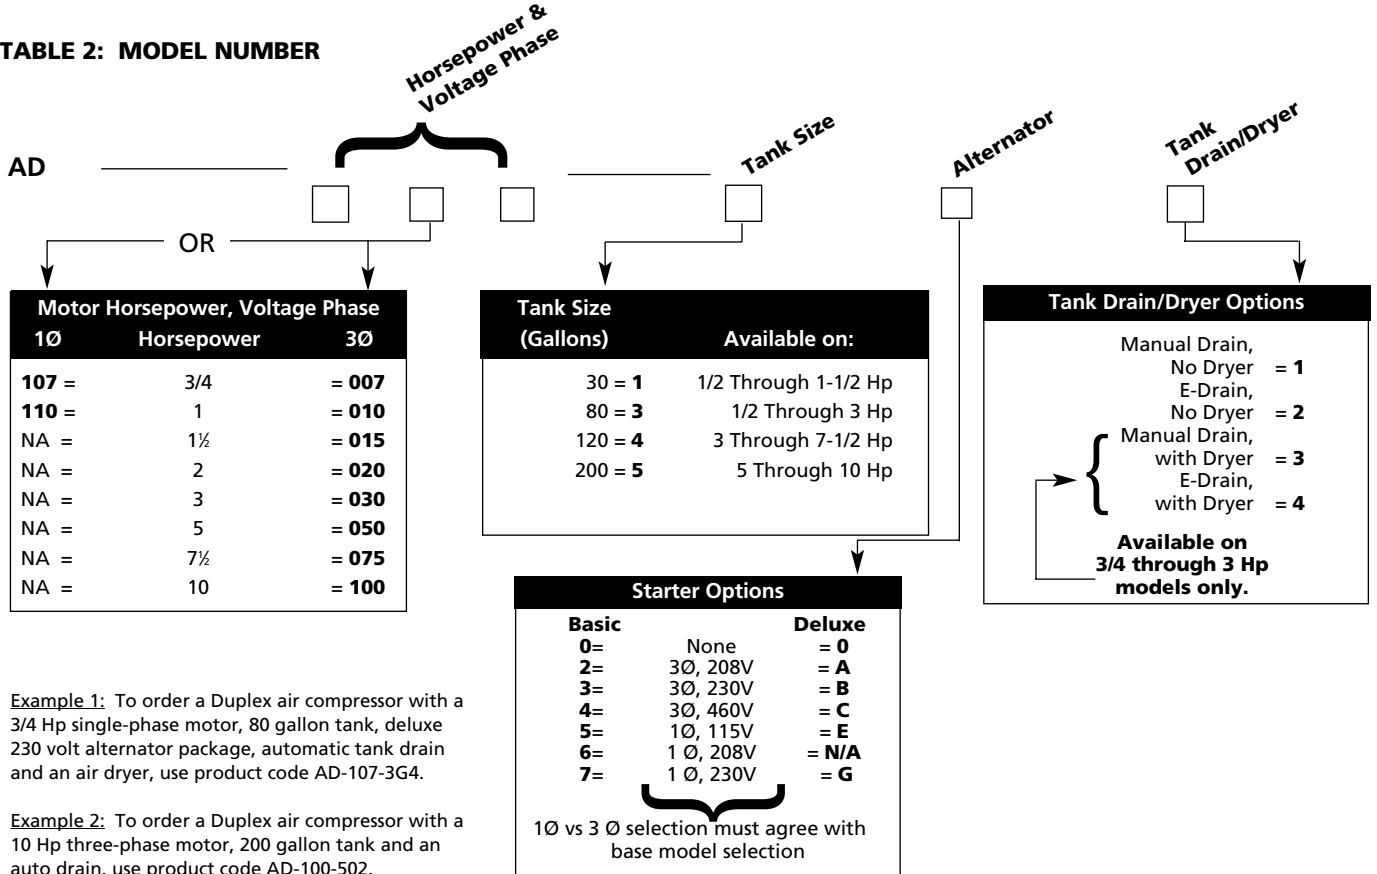 TABLE 2: MODEL NUMBER
Horsepower &
Voltage Phase
Tank Size
Alternator
Tank
Drain/Dryer
AD
OR
Motor Horsepower, Voltage Phase
1Ø Horsepower 3Ø
107 = 3/4 = 007
110 = 1 = 010
NA = 1½ = 015
NA = 2 = 020
NA = 3 = 030
NA = 5 = 050
NA = 7½ = 075
NA = 10 = 100
Tank Size
(Gallons) Available on:
30 = 1 1/2 Through 1-1/2 Hp
80 = 3 1/2 Through 3 Hp
120 = 4 3 Through 7-1/2 Hp
200 = 5 5 Through 10 Hp
Tank Drain/Dryer Options
Manual Drain,
No Dryer = 1
E-Drain,
No Dryer = 2
Manual Drain,
with Dryer = 3
E-Drain,
with Dryer = 4
Available on
3/4 through 3 Hp
models only.
Starter Options
Basic Deluxe
0= None = 0
2= 3Ø, 208V = A
3= 3Ø, 230V = B
4= 3Ø, 460V = C
5= 1Ø, 115V = E
6= 1 Ø, 208V = N/A
7= 1 Ø, 230V = G
1Ø vs 3 Ø selection must agree with
base model selection
Example 1: To order a Duplex air compressor with a
3/4 Hp single-phase motor, 80 gallon tank, deluxe
230 volt alternator package, automatic tank drain
and an air dryer, use product code AD-107-3G4.
Example 2: To order a Duplex air compressor with a
10 Hp three-phase motor, 200 gallon tank and an
auto drain, use product code AD-100-502.